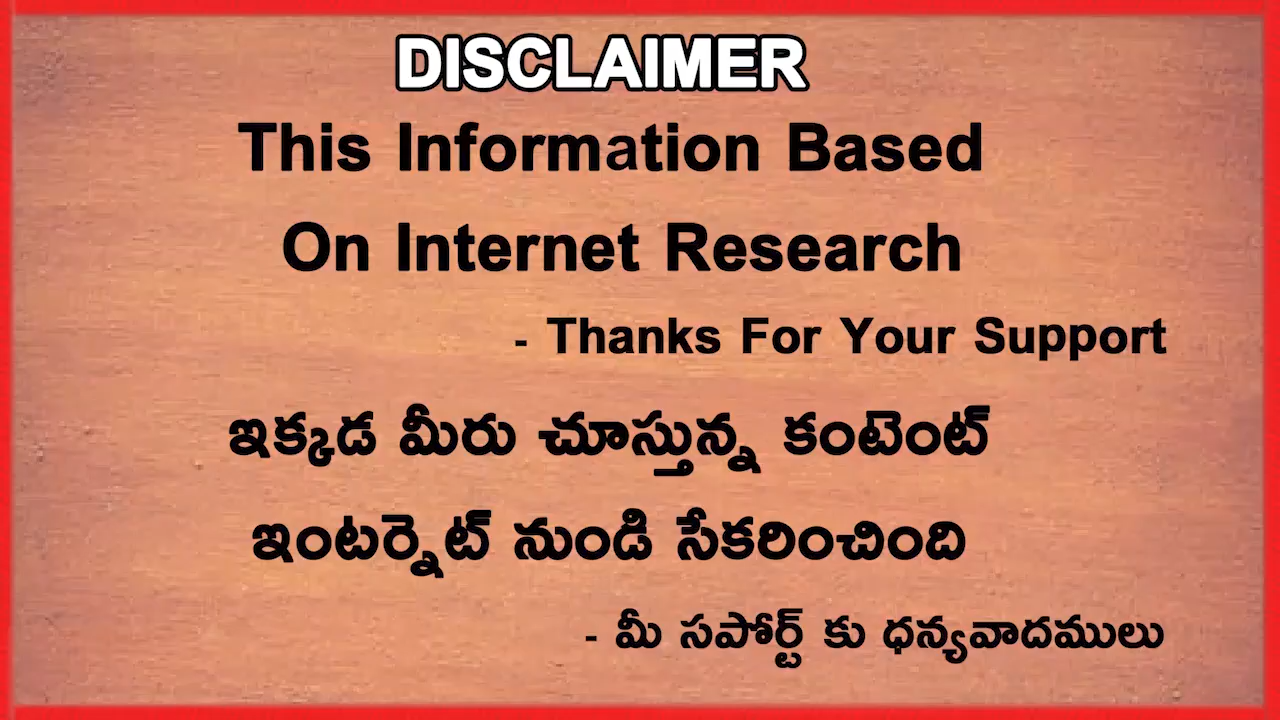 DISCLAIMER
This Information Based
On Internet Research
- Thanks For Your Support
ఇక్కడ మీరు చూస్తున్న కంటెంట్
ఇంటర్నెట్ నుండి సేకరించింది
- మీ సపోర్ట్ కు ధన్యవాదములు